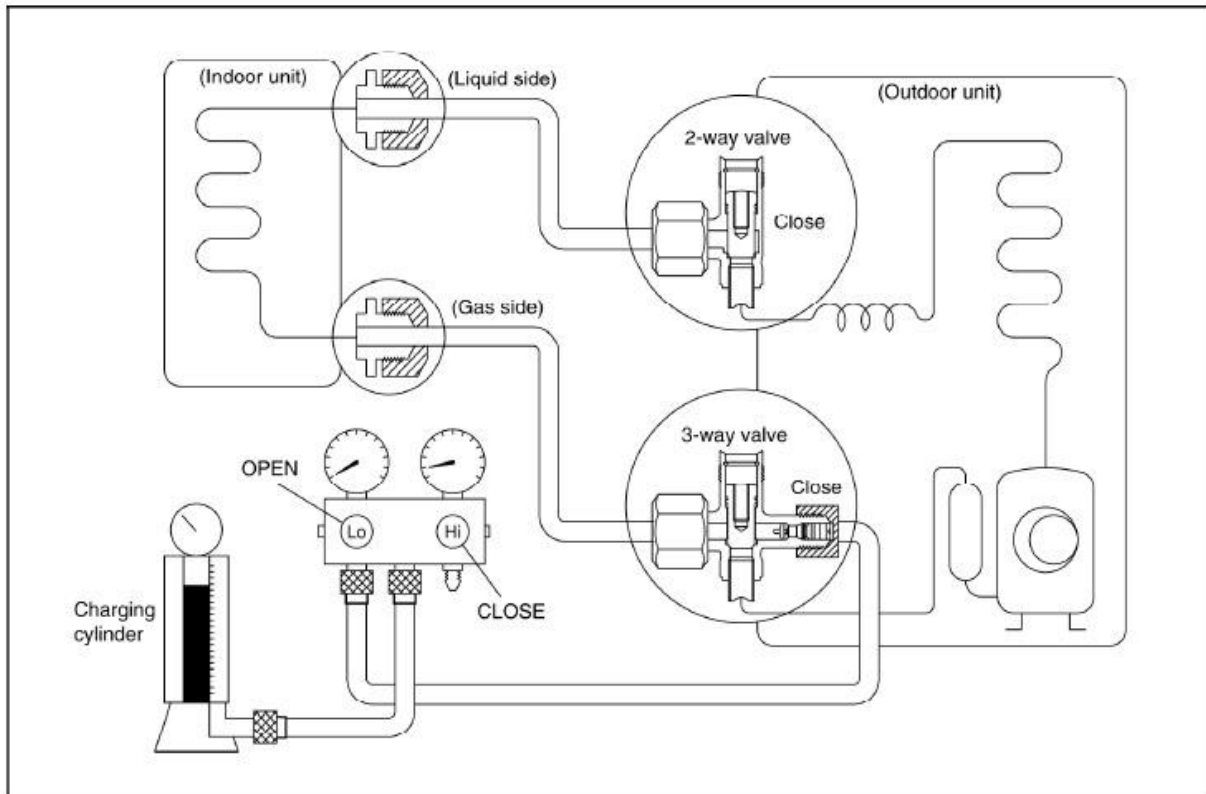 (Indoor unit)
(Liquid side)
(Outdoor unit)
2-way valve
Close
(Gas side)
3-way valve
Close
OPEN
Lo
Hi
CLOSE
Charging
cylinder